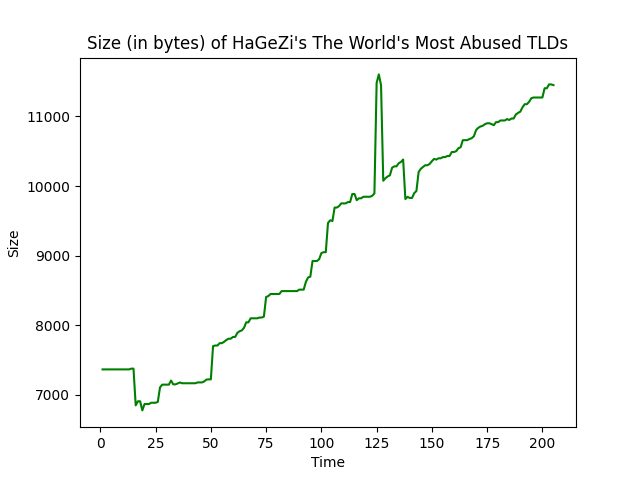 Size (in bytes) of HaGeZi's The World's Most Abused TLDs
11000
10000
9000
8000
7000
Size
0 25 50 75 100 125 150 175 200
Time